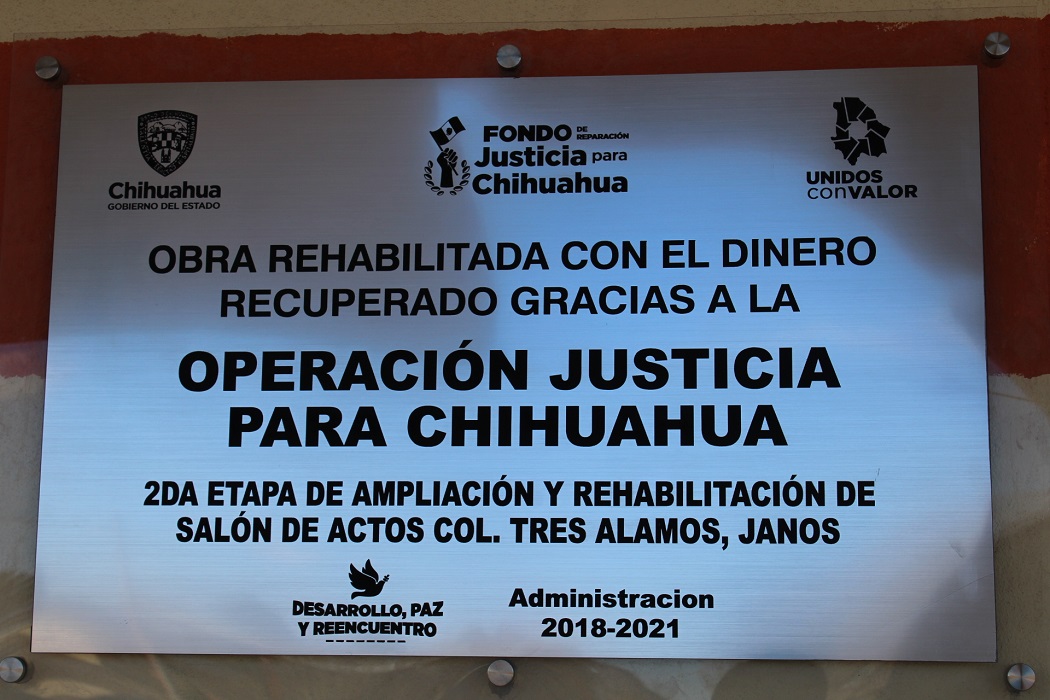 Chihuahua
GOBIERNO DEL ESTADO
FONDO DE REPARACIÓN
Justicia para
Chihuahua
UNIDOS
conVALOR
OBRA REHABILITADA CON EL DINERO
RECUPERADO GRACIAS A LA
OPERACIÓN JUSTICIA
PARA CHIHUAHUA
2DA ETAPA DE AMPLIACIÓN Y REHABILITACIÓN DE
SALÓN DE ACTOS COL. TRES ALAMOS, JANOS
DESARROLLO, PAZ
Y REENCUENTRO
Administracion
2018-2021